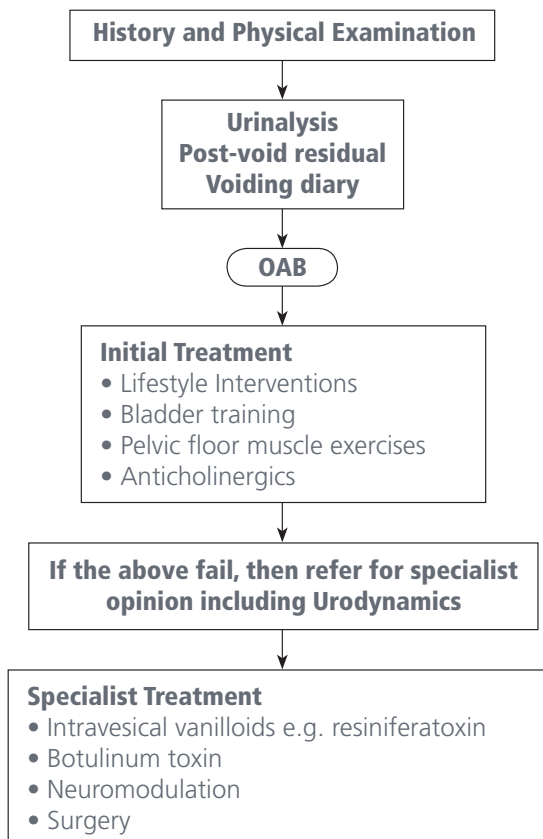 History and Physical Examination
Urinalysis
Post-void residual
Voiding diary
OAB
Initial Treatment
• Lifestyle Interventions
• Bladder training
• Pelvic floor muscle exercises
• Anticholinergics
If the above fail, then refer for specialist
opinion including Urodynamics
Specialist Treatment
• Intravesical vanilloids e.g. resiniferatoxin
• Botulinum toxin
• Neuromodulation
• Surgery